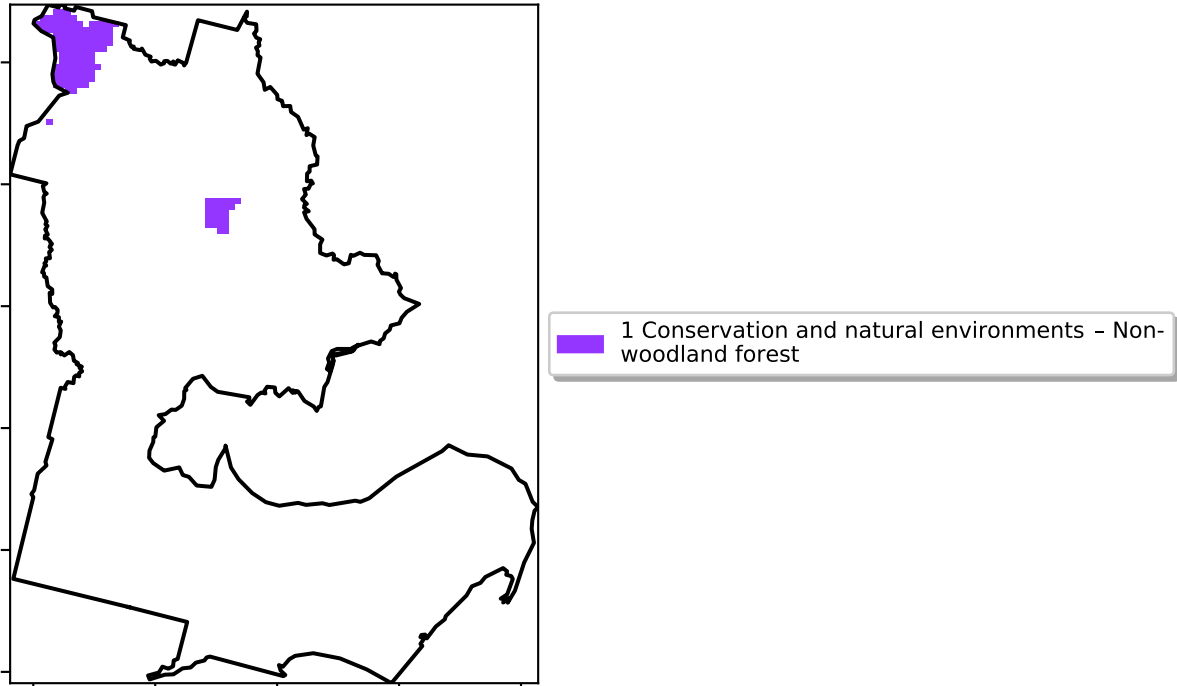 1 Conservation and natural environments – Non-
woodland forest